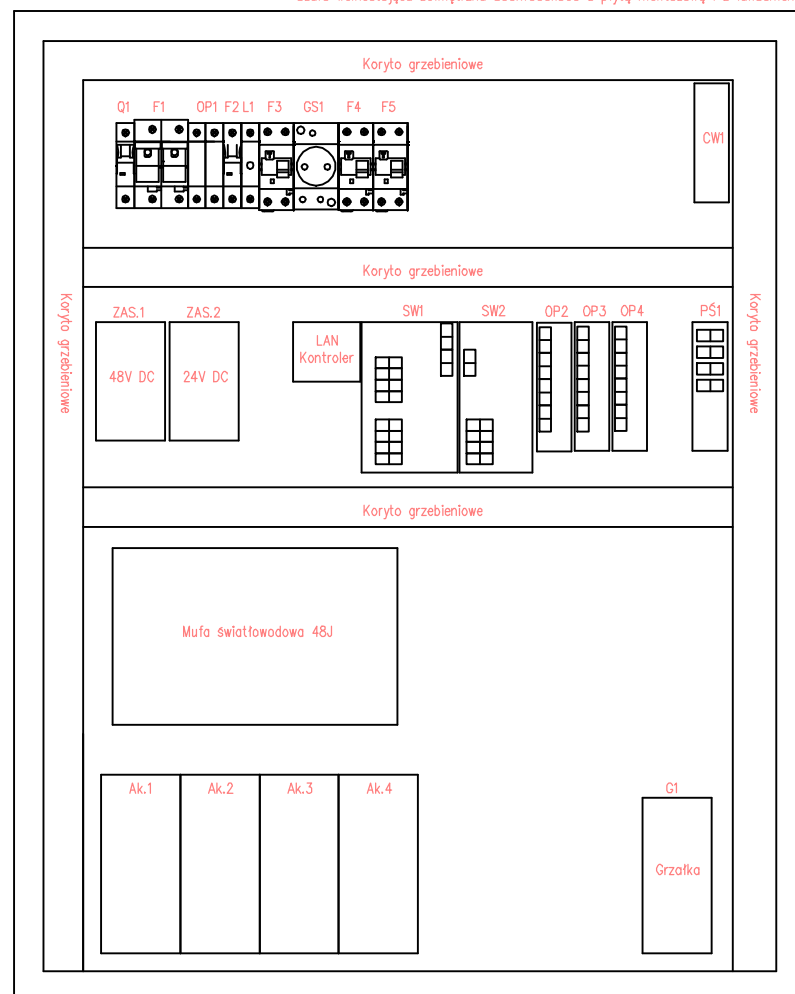 Koryto grzebieniowe
Q1 F1 OP1 F2 L1 F3 GS1 F4 F5
CW1
Koryto grzebieniowe
Koryto grzebieniowe
Koryto grzebieniowe
ZAS.1 ZAS.2 SW1 SW2 OP2 OP3 OP4 PŚ1
LAN
Kontroler
48V DC 24V DC
Koryto grzebieniowe
Mufa światłowodowa 48J
Ak.1 Ak.2 Ak.3 Ak.4 G1
Grzałka